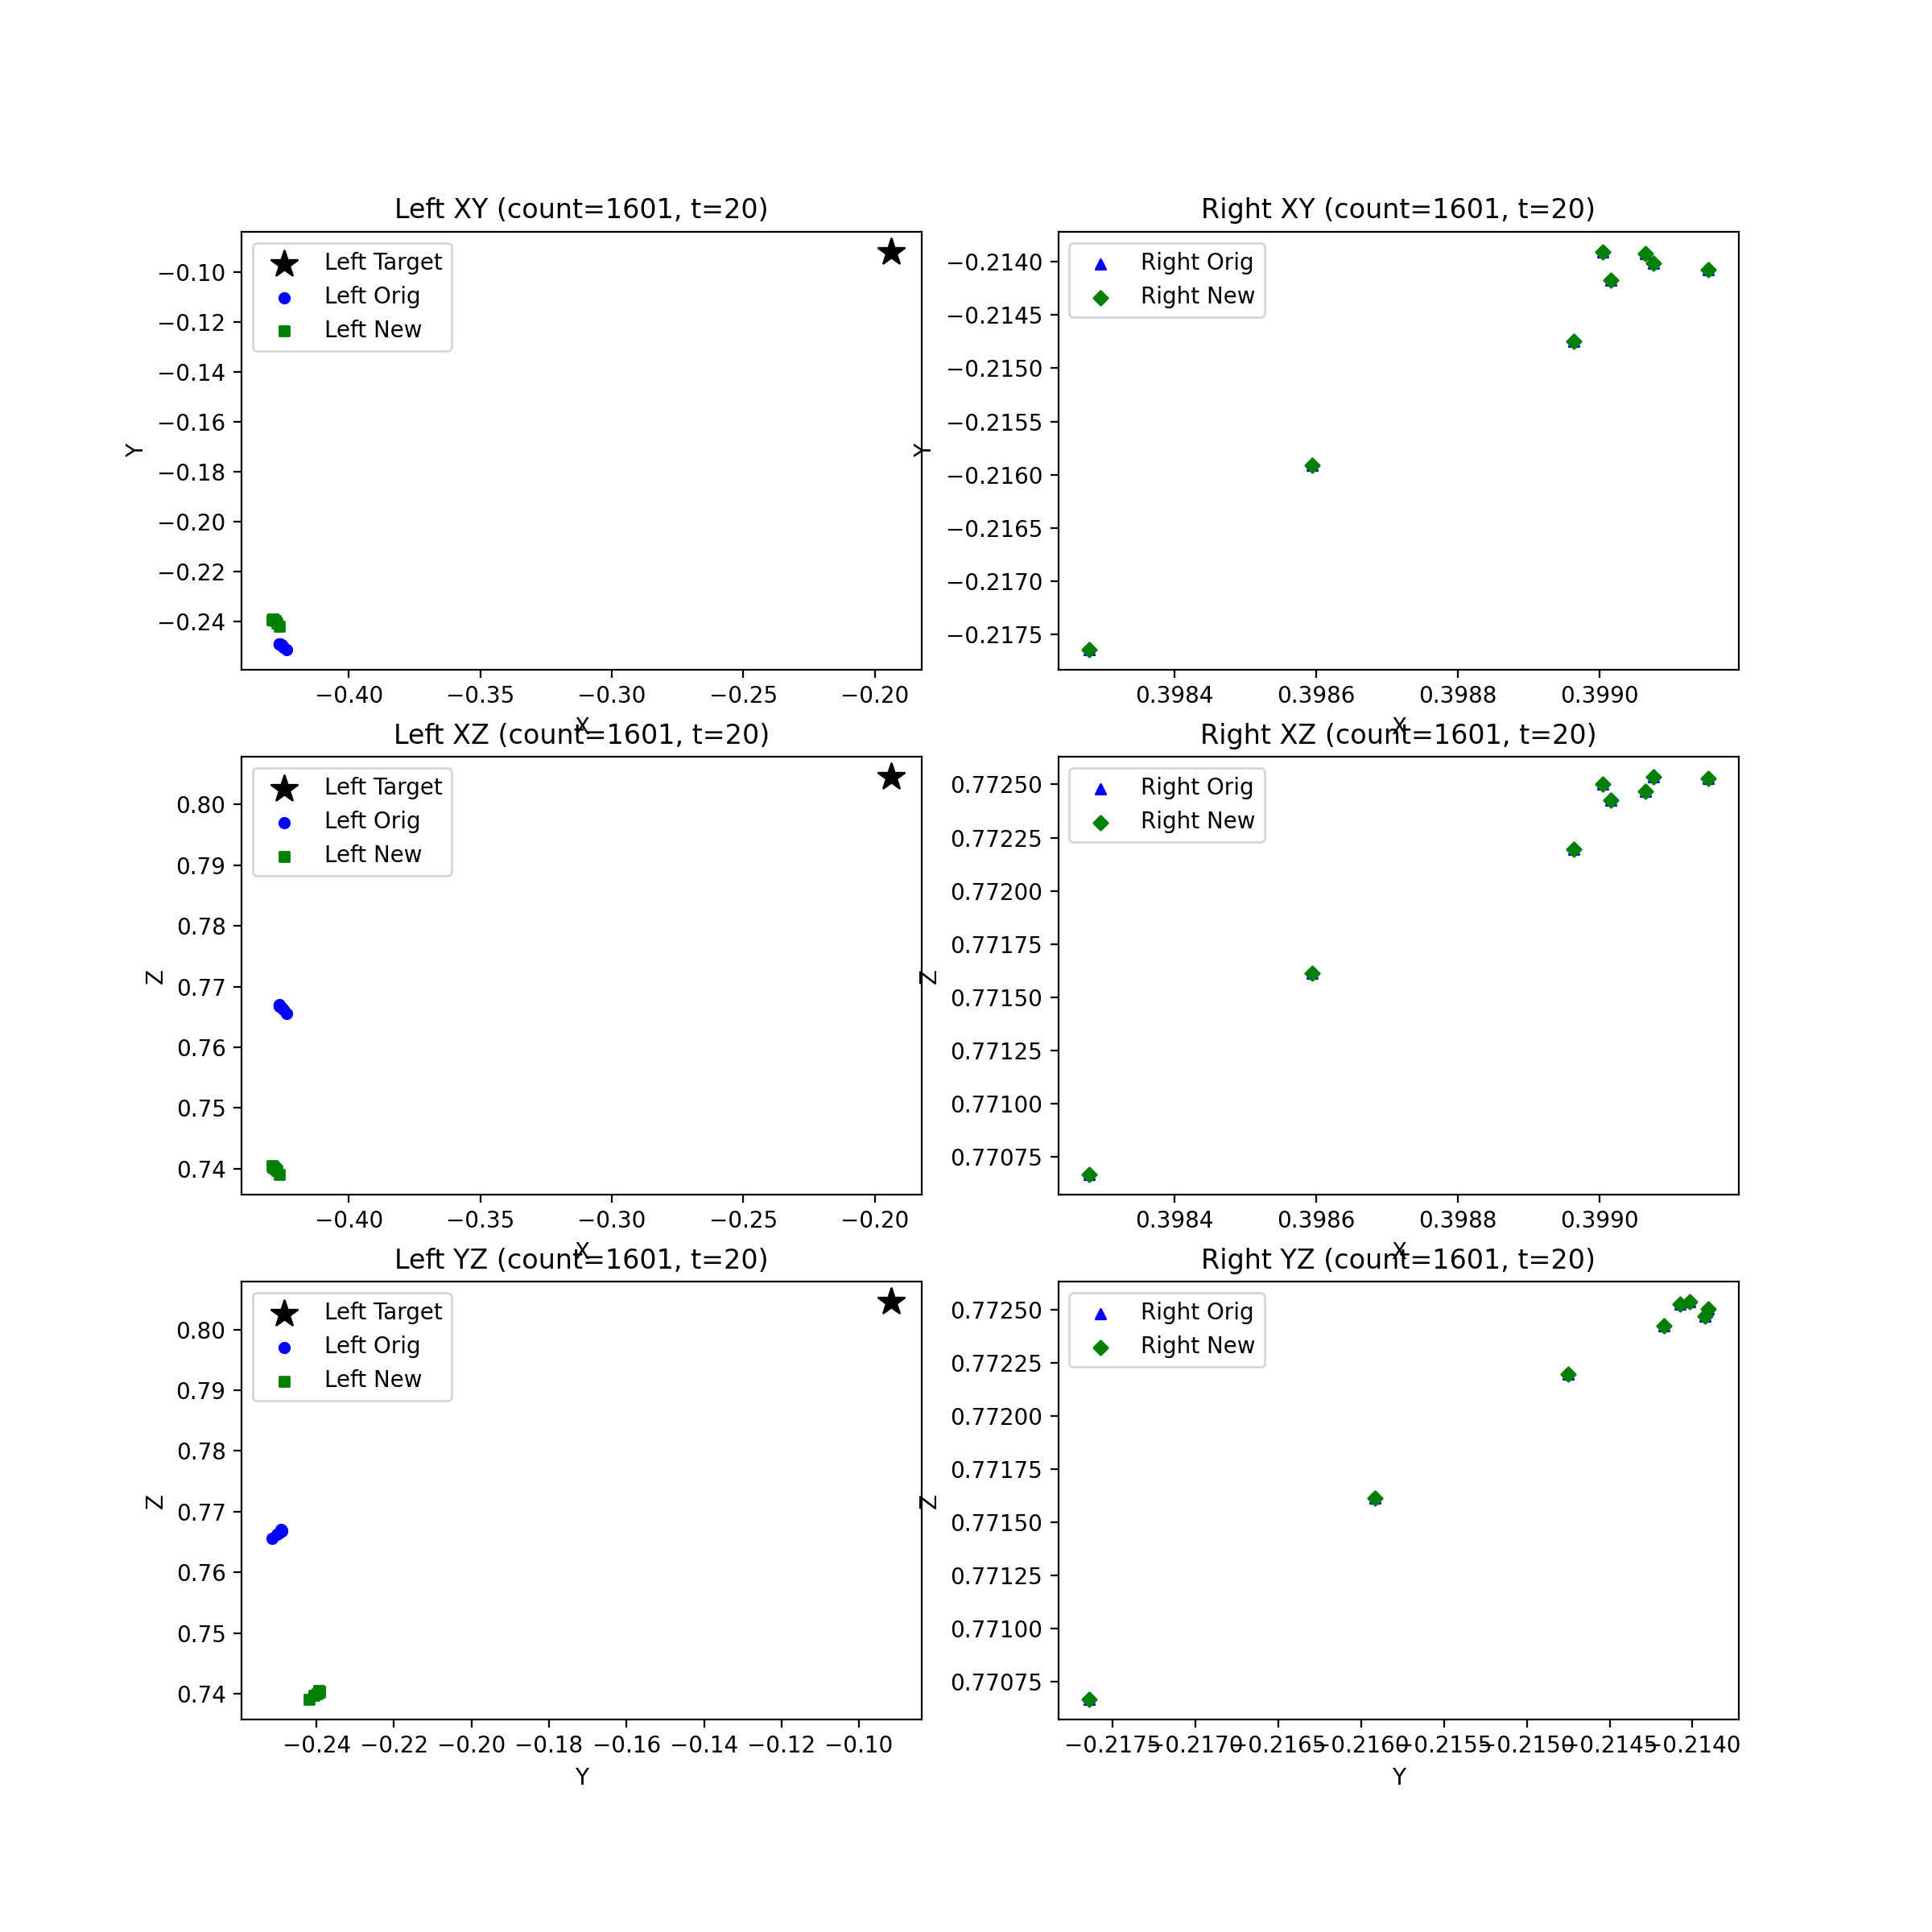 Left XY (count=1601, t=20)
Left Target
Left Orig
Left New
−0.10
−0.12
−0.14
−0.16
−0.18
−0.20
−0.22
−0.24
Y
−0.40 −0.35 −0.30 −0.25 −0.20
X
Right XY (count=1601, t=20)
Right Orig
Right New
−0.2140
−0.2145
−0.2150
−0.2155
−0.2160
−0.2165
−0.2170
−0.2175
Y
0.3984 0.3986 0.3988 0.3990
X
Left XZ (count=1601, t=20)
Left Target
Left Orig
Left New
0.80
0.79
0.78
0.77
0.76
0.75
0.74
Z
−0.40 −0.35 −0.30 −0.25 −0.20
X
Right XZ (count=1601, t=20)
Right Orig
Right New
0.77250
0.77225
0.77200
0.77175
0.77150
0.77125
0.77100
0.77075
Z
0.3984 0.3986 0.3988 0.3990
X
Left YZ (count=1601, t=20)
Left Target
Left Orig
Left New
0.80
0.79
0.78
0.77
0.76
0.75
0.74
Z
−0.24 −0.22 −0.20 −0.18 −0.16 −0.14 −0.12 −0.10
Y
Right YZ (count=1601, t=20)
Right Orig
Right New
0.77250
0.77225
0.77200
0.77175
0.77150
0.77125
0.77100
0.77075
Z
−0.2175 −0.2170 −0.2165 −0.2160 −0.2155 −0.2150 −0.2145 −0.2140
Y